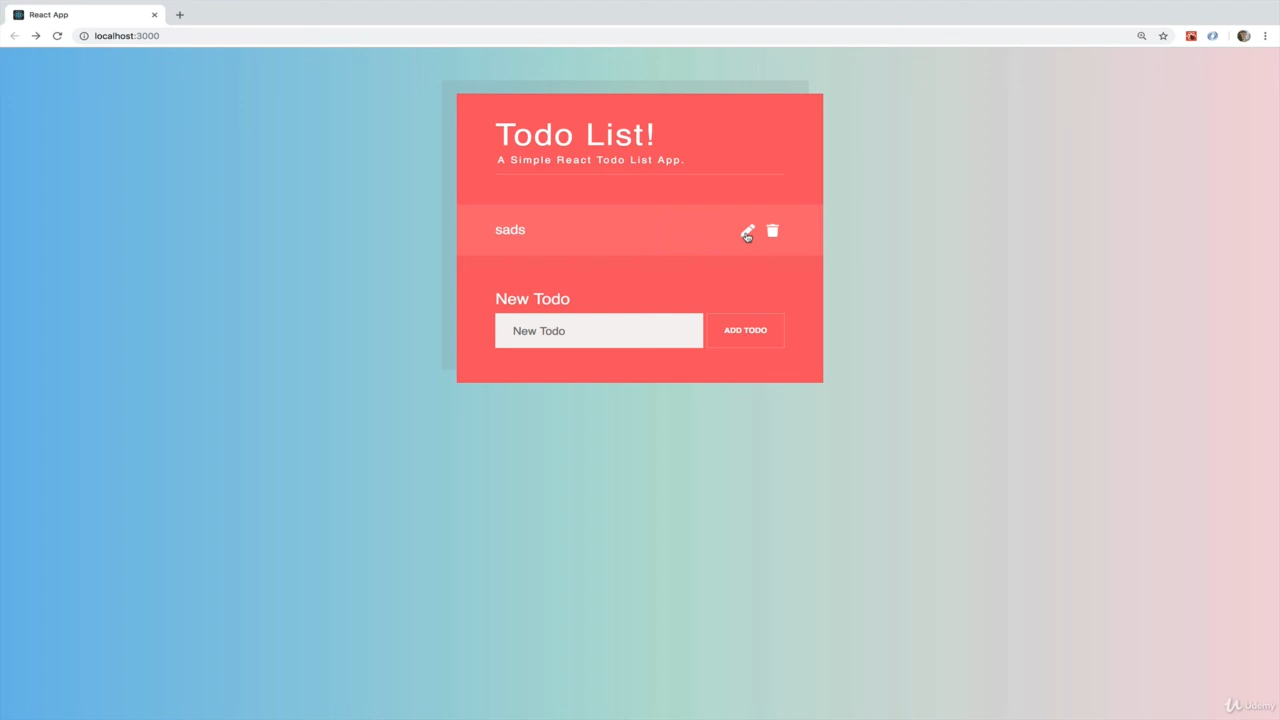 React App
localhost:3000
Todo List!
A Simple React Todo List App.
sads
New Todo
New Todo
ADD TODO
Udemy